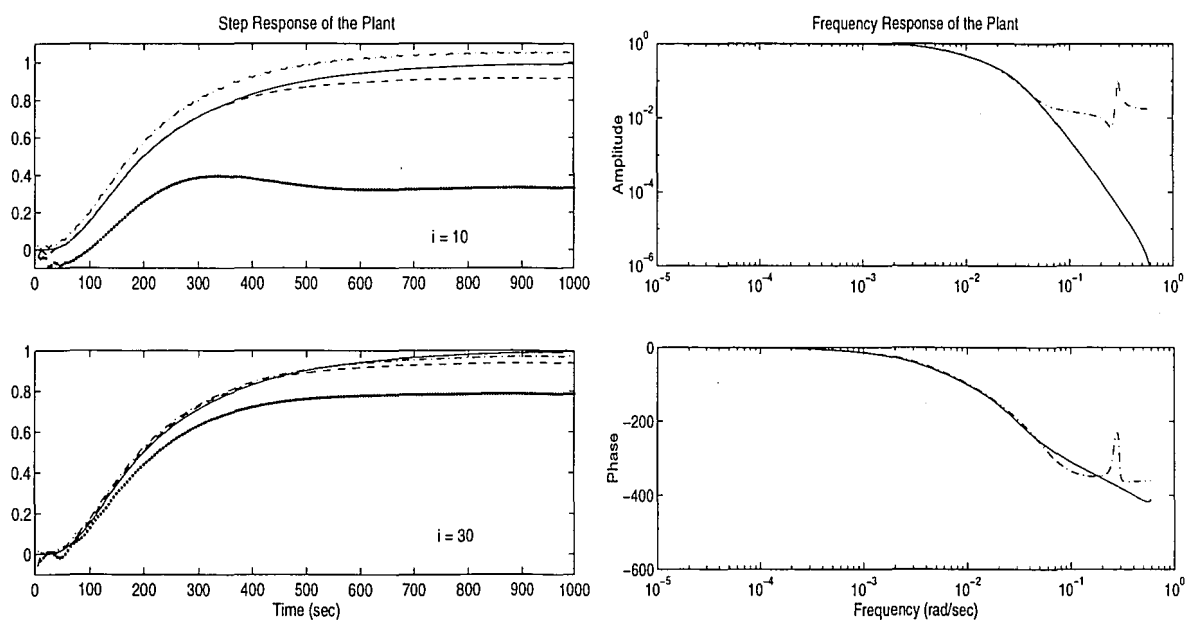 Step Response of the Plant
1
0.8
0.6
0.4
0.2
0
i = 10
0 100 200 300 400 500 600 700 800 900 1000
Frequency Response of the Plant
10^0
10^-2
10^-4
10^-6
Amplitude
10^-5 10^-4 10^-3 10^-2 10^-1 10^0
1
0.8
0.6
0.4
0.2
0
i = 30
0 100 200 300 400 500 600 700 800 900 1000
Time (sec)
0
-200
-400
-600
Phase
10^-5 10^-4 10^-3 10^-2 10^-1 10^0
Frequency (rad/sec)